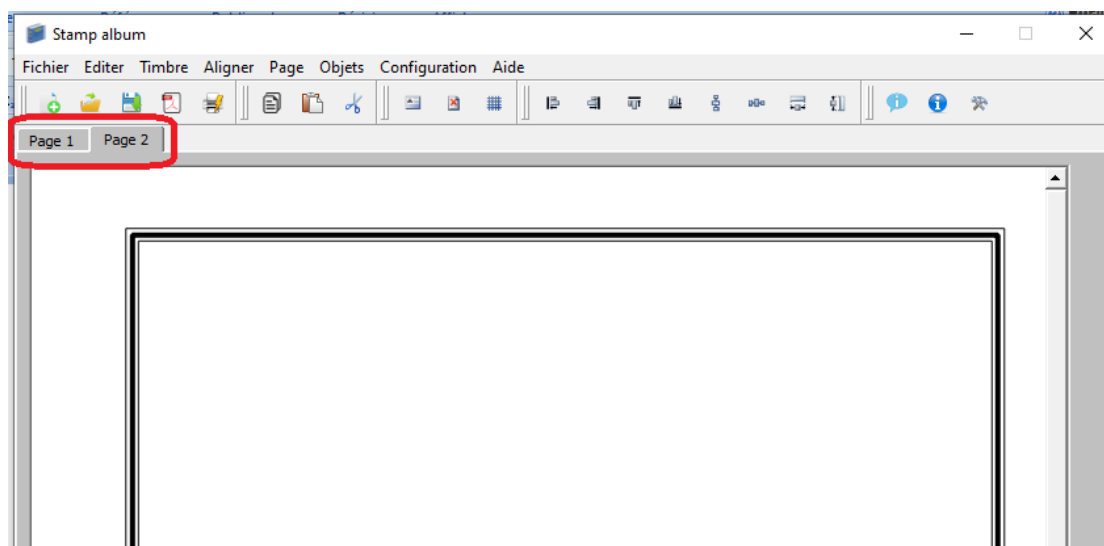 Stamp album
Fichier Editer Timbre Aligner Page Objets Configuration Aide
Page 1 Page 2